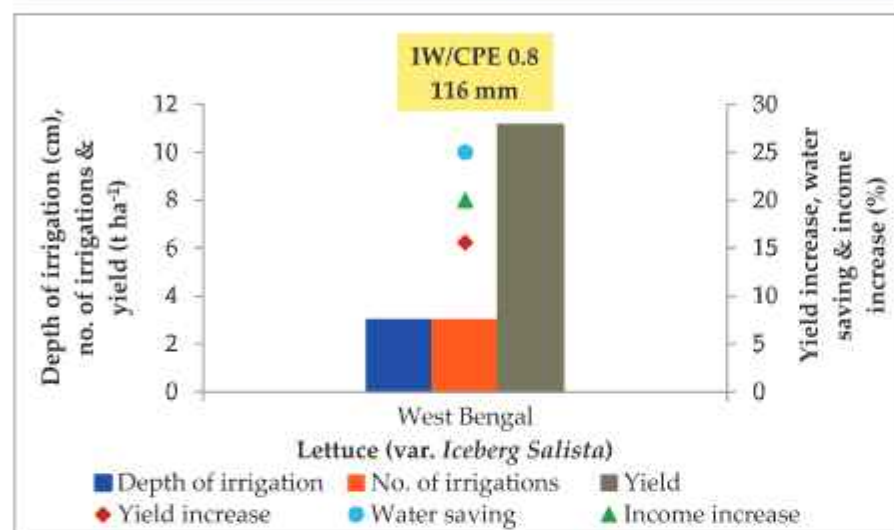 IW/CPE 0.8
116 mm
Depth of irrigation (cm),
no. of irrigations &
yield (t ha⁻¹)
12
10
8
6
4
2
0
30
25
20
15
10
5
0
Yield increase, water
saving & income
increase (%)
West Bengal
Lettuce (var. Iceberg Salista)
Depth of irrigation No. of irrigations Yield
Yield increase Water saving Income increase